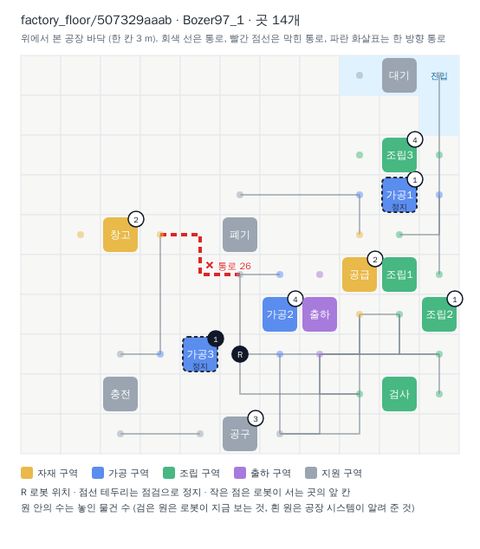 factory_floor/507329aaab · Bozer97_1 · 곳 14개
위에서 본 공장 바닥 (한 칸 3 m). 회색 선은 통로, 빨간 점선은 막힌 통로, 파란 화살표는 한 방향 통로
대기
전립
4
조립3
1
가공1
정지
2
창고
폐기
✕ 통로 26
2
공급
조립1
4
가공2
출하
1
조립2
1
가공3
정지
R
충전
검사
3
공구
자재 구역
가공 구역
조립 구역
출하 구역
지원 구역
R 로봇 위치 · 점선 테두리는 점검으로 정지 · 작은 점은 로봇이 서는 곳의 앞 칸
원 안의 수는 놓인 물건 수 (검은 원은 로봇이 지금 보는 것, 흰 원은 공장 시스템이 알려 준 것)